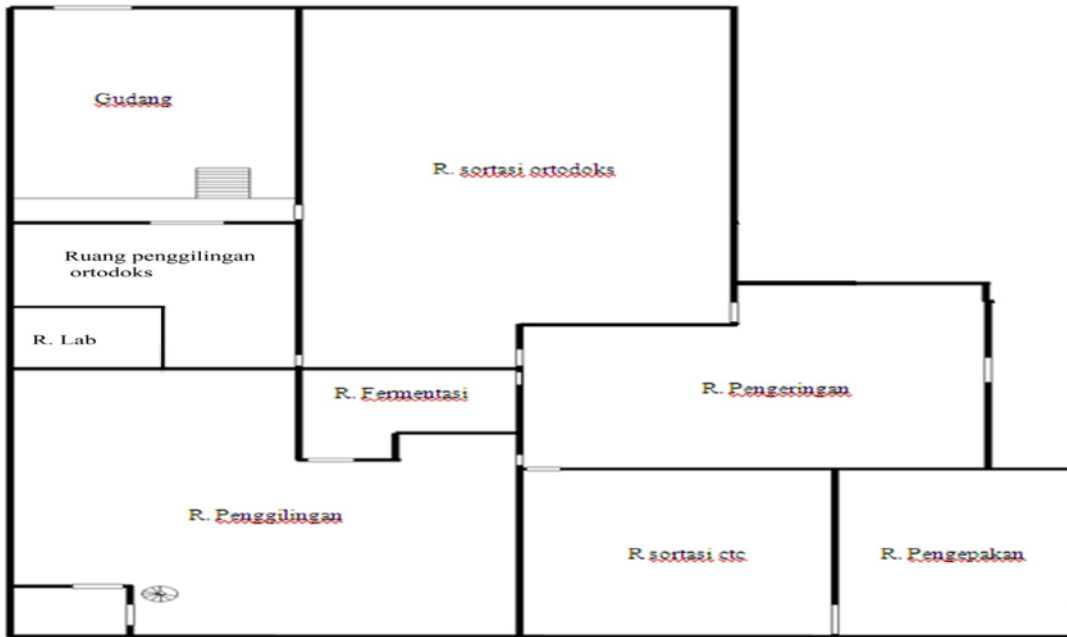 Gudang
R. sortasi ortodoks
Ruang penggilingan
ortodoks
R. Lab
R. Fermentasi
R. Pengeringan
R. Penggilingan
R sortasi ctc
R. Pengepakan